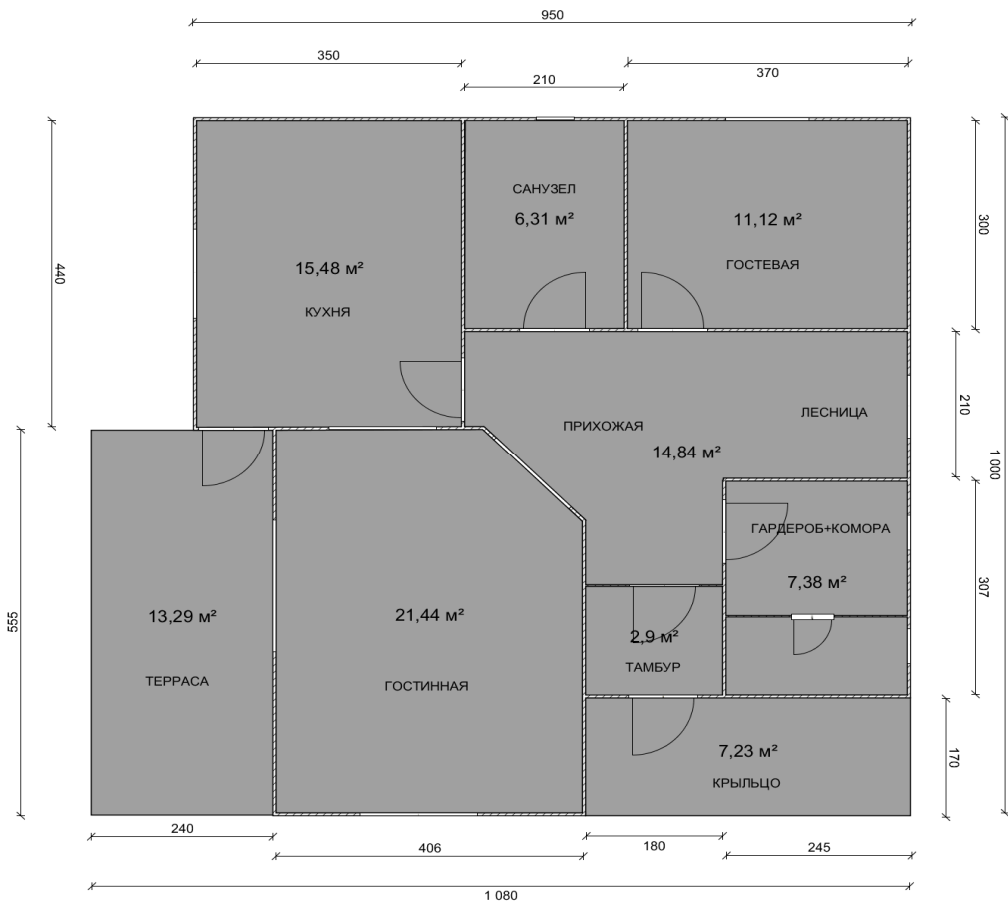 950
350
210
370
САНУЗЕЛ
6,31 м²
11,12 м²
ГОСТЕВАЯ
300
440
15,48 м²
КУХНЯ
ПРИХОЖАЯ
ЛЕСНИЦА
14,84 м²
210
1 000
ГАРДЕРОБ+КОМОРА
7,38 м²
307
555
13,29 м²
ТЕРРАСА
21,44 м²
ГОСТИННАЯ
2,9 м²
ТАМБУР
7,23 м²
КРЫЛЬЦО
170
240
406
180
245
1 080